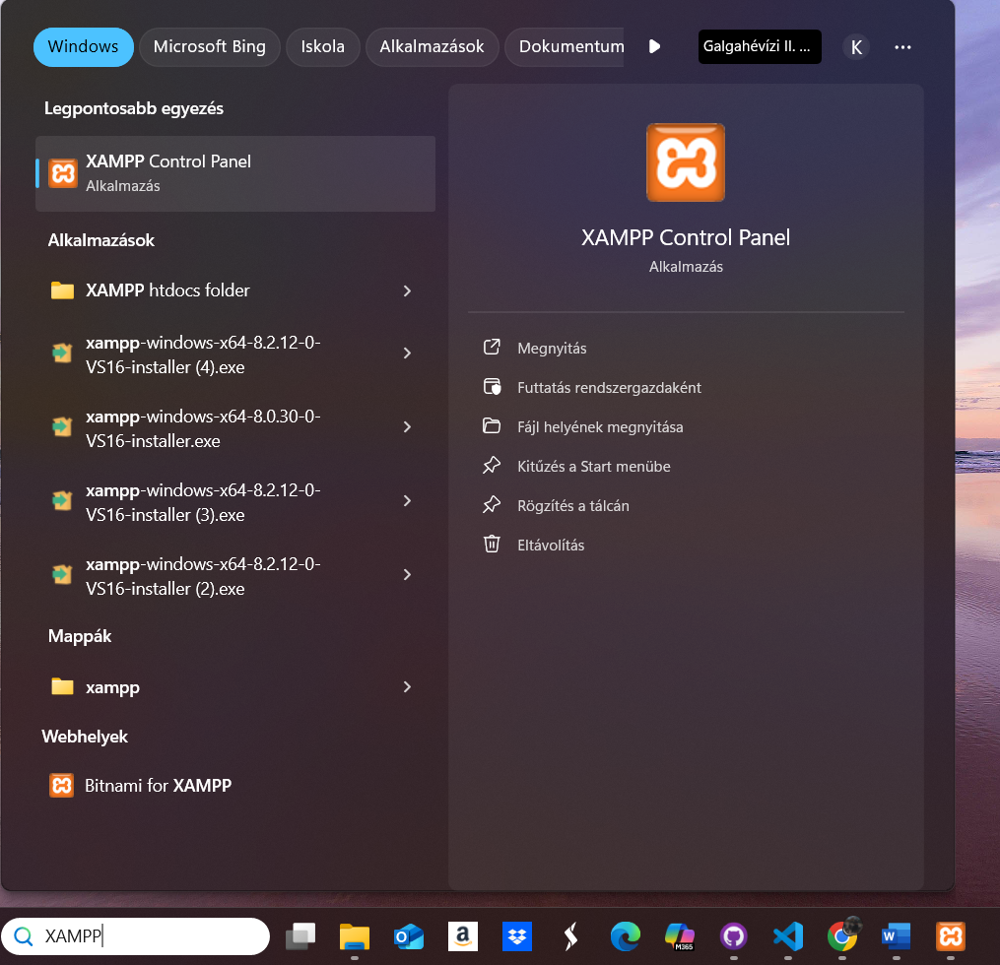 Windows
Microsoft Bing
Iskola
Alkalmazások
Dokumentum
Galgahévízi II. ...
K
Legpontosabb egyezés
XAMPP Control Panel
Alkalmazás
Alkalmazások
XAMPP htdocs folder
xampp-windows-x64-8.2.12-0-
VS16-installer (4).exe
xampp-windows-x64-8.0.30-0-
VS16-installer.exe
xampp-windows-x64-8.2.12-0-
VS16-installer (3).exe
xampp-windows-x64-8.2.12-0-
VS16-installer (2).exe
Mappák
xampp
Webhelyek
Bitnami for XAMPP
XAMPP Control Panel
Alkalmazás
Megnyitás
Futtatás rendszergazdaként
Fájl helyének megnyitása
Kitűzés a Start menübe
Rögzítés a tálcán
Eltávolítás
XAMPP
O
a
M365
W